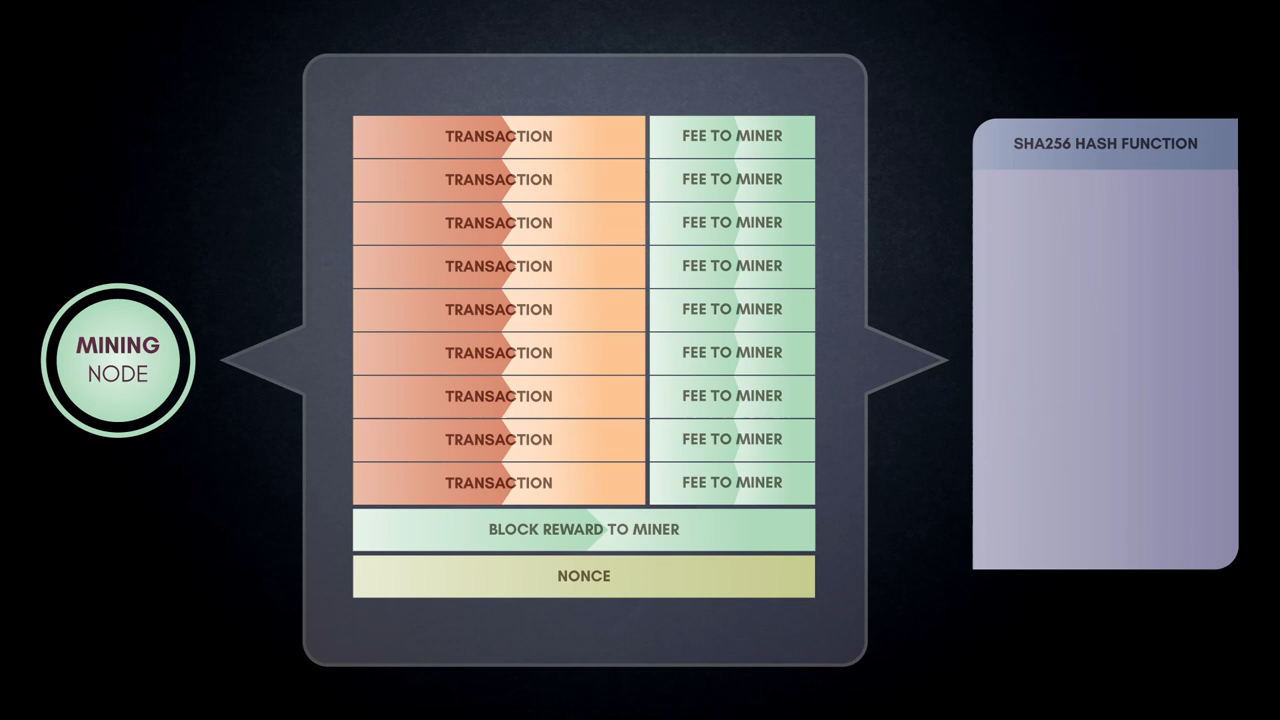 MINING
NODE
TRANSACTION FEE TO MINER
TRANSACTION FEE TO MINER
TRANSACTION FEE TO MINER
TRANSACTION FEE TO MINER
TRANSACTION FEE TO MINER
TRANSACTION FEE TO MINER
TRANSACTION FEE TO MINER
TRANSACTION FEE TO MINER
TRANSACTION FEE TO MINER
BLOCK REWARD TO MINER
NONCE
SHA256 HASH FUNCTION